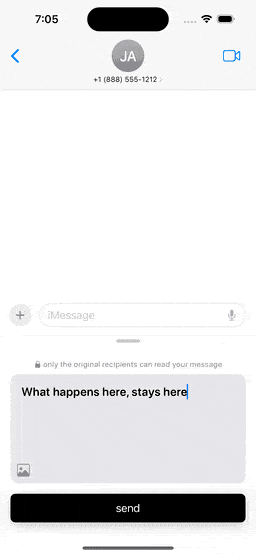 7:05
JA
+1 (888) 555-1212
iMessage
only the original recipients can read your message
What happens here, stays here
send